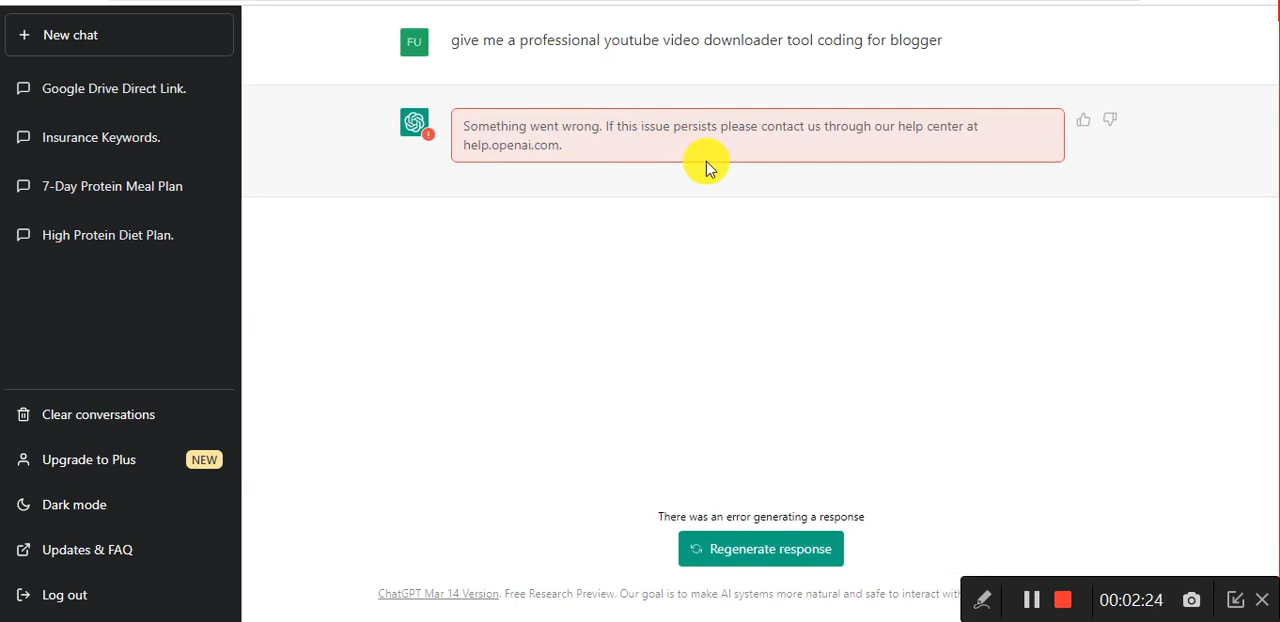 New chat
Google Drive Direct Link.
Insurance Keywords.
7-Day Protein Meal Plan
High Protein Diet Plan.
Clear conversations
Upgrade to Plus NEW
Dark mode
Updates & FAQ
Log out
FU give me a professional youtube video downloader tool coding for blogger
Something went wrong. If this issue persists please contact us through our help center at
help.openai.com.
There was an error generating a response
Regenerate response
ChatGPT Mar 14 Version. Free Research Preview. Our goal is to make AI systems more natural and safe to interact with
00:02:24